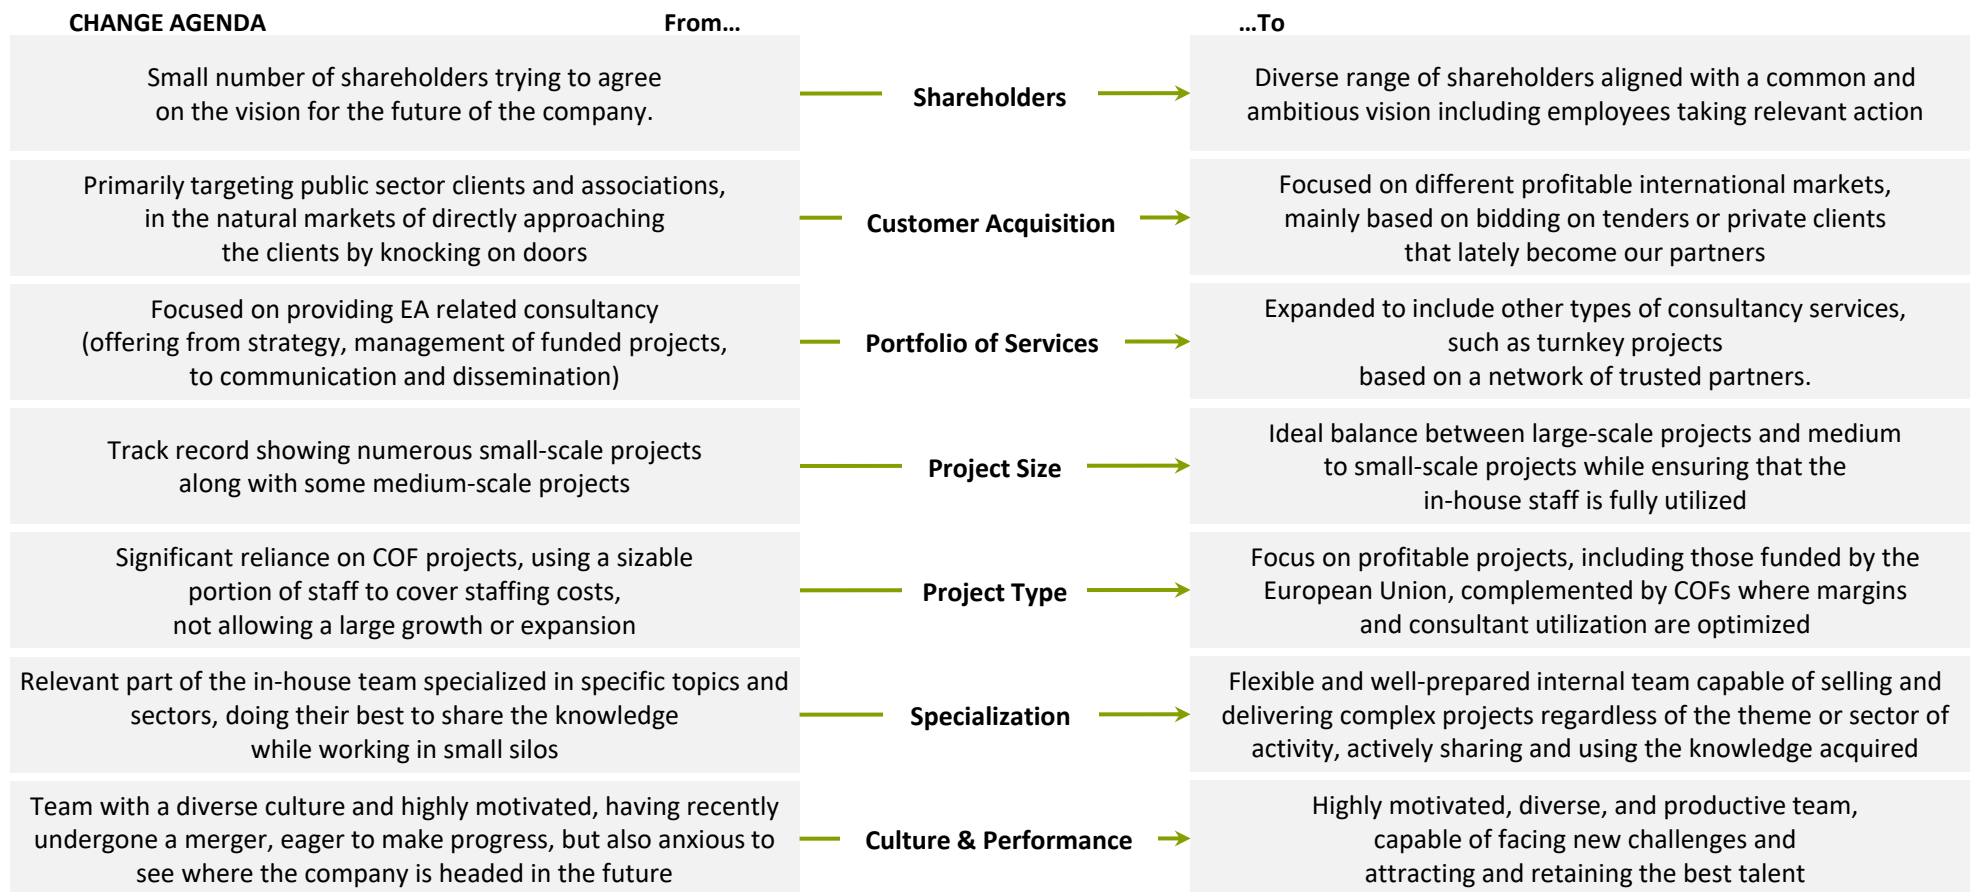 CHANGE AGENDA From… …To
Small number of shareholders trying to agree
on the vision for the future of the company.
Shareholders
Diverse range of shareholders aligned with a common and
ambitious vision including employees taking relevant action
Primarily targeting public sector clients and associations,
in the natural markets of directly approaching
the clients by knocking on doors
Customer Acquisition
Focused on different profitable international markets,
mainly based on bidding on tenders or private clients
that lately become our partners
Focused on providing EA related consultancy
(offering from strategy, management of funded projects,
to communication and dissemination)
Portfolio of Services
Expanded to include other types of consultancy services,
such as turnkey projects
based on a network of trusted partners.
Track record showing numerous small-scale projects
along with some medium-scale projects
Project Size
Ideal balance between large-scale projects and medium
to small-scale projects while ensuring that the
in-house staff is fully utilized
Significant reliance on COF projects, using a sizable
portion of staff to cover staffing costs,
not allowing a large growth or expansion
Project Type
Focus on profitable projects, including those funded by the
European Union, complemented by COFs where margins
and consultant utilization are optimized
Relevant part of the in-house team specialized in specific topics and
sectors, doing their best to share the knowledge
while working in small silos
Specialization
Flexible and well-prepared internal team capable of selling and
delivering complex projects regardless of the theme or sector of
activity, actively sharing and using the knowledge acquired
Team with a diverse culture and highly motivated, having recently
undergone a merger, eager to make progress, but also anxious to
see where the company is headed in the future
Culture & Performance
Highly motivated, diverse, and productive team,
capable of facing new challenges and
attracting and retaining the best talent